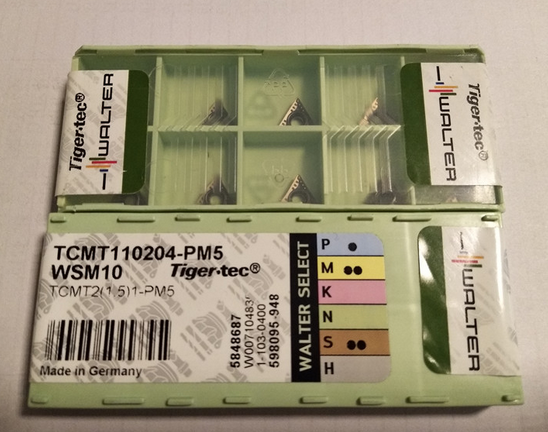 Tiger·tec®
WALTER
Tiger·tec®
WALTER
TCMT110204-PM5
WSM10 Tiger·tec®
TCMT2(1.5)1-PM5
Made in Germany
5848687
1-103-0400
598095-948
WALTER SELECT
P
M
K
N
S
H
WALTER